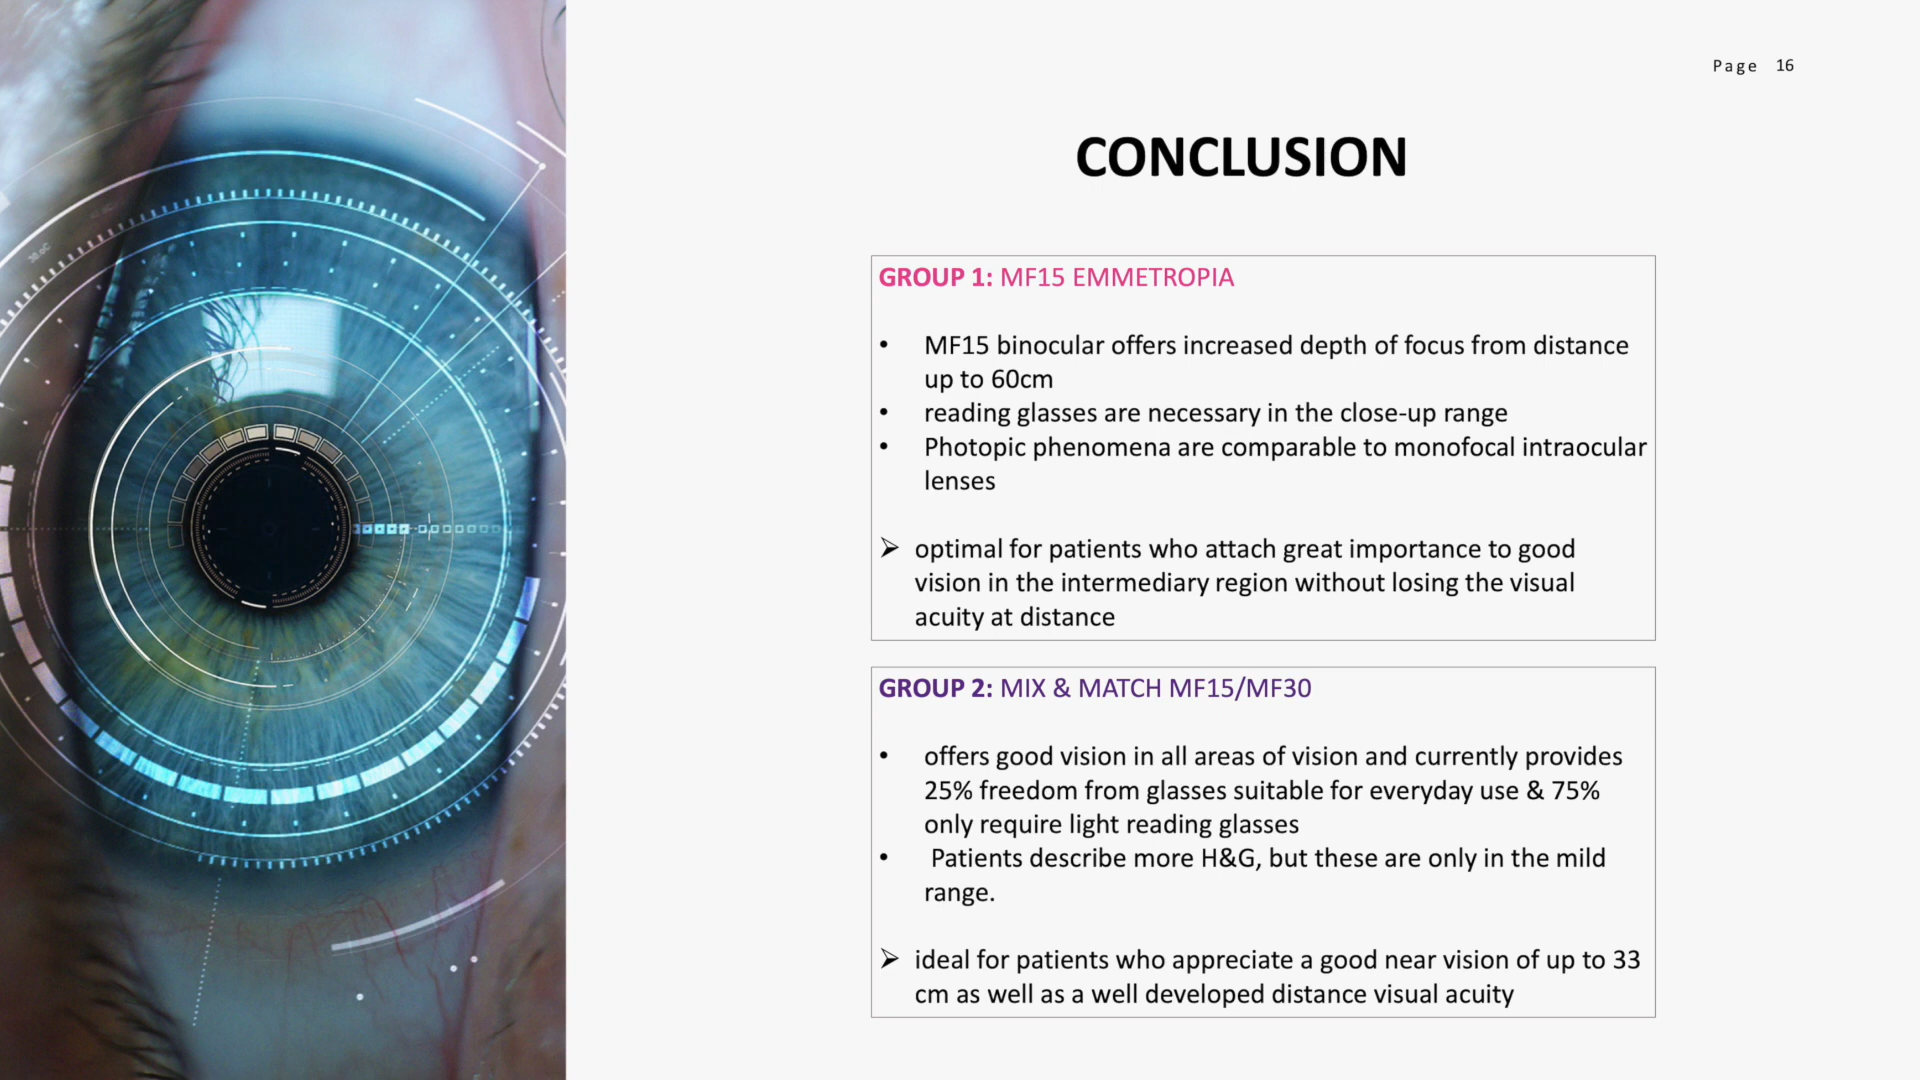 Page 16
CONCLUSION
GROUP 1: MF15 EMMETROPIA
• MF15 binocular offers increased depth of focus from distance
up to 60cm
• reading glasses are necessary in the close-up range
• Photopic phenomena are comparable to monofocal intraocular
lenses
➢ optimal for patients who attach great importance to good
vision in the intermediary region without losing the visual
acuity at distance
GROUP 2: MIX & MATCH MF15/MF30
• offers good vision in all areas of vision and currently provides
25% freedom from glasses suitable for everyday use & 75%
only require light reading glasses
• Patients describe more H&G, but these are only in the mild
range.
➢ ideal for patients who appreciate a good near vision of up to 33
cm as well as a well developed distance visual acuity